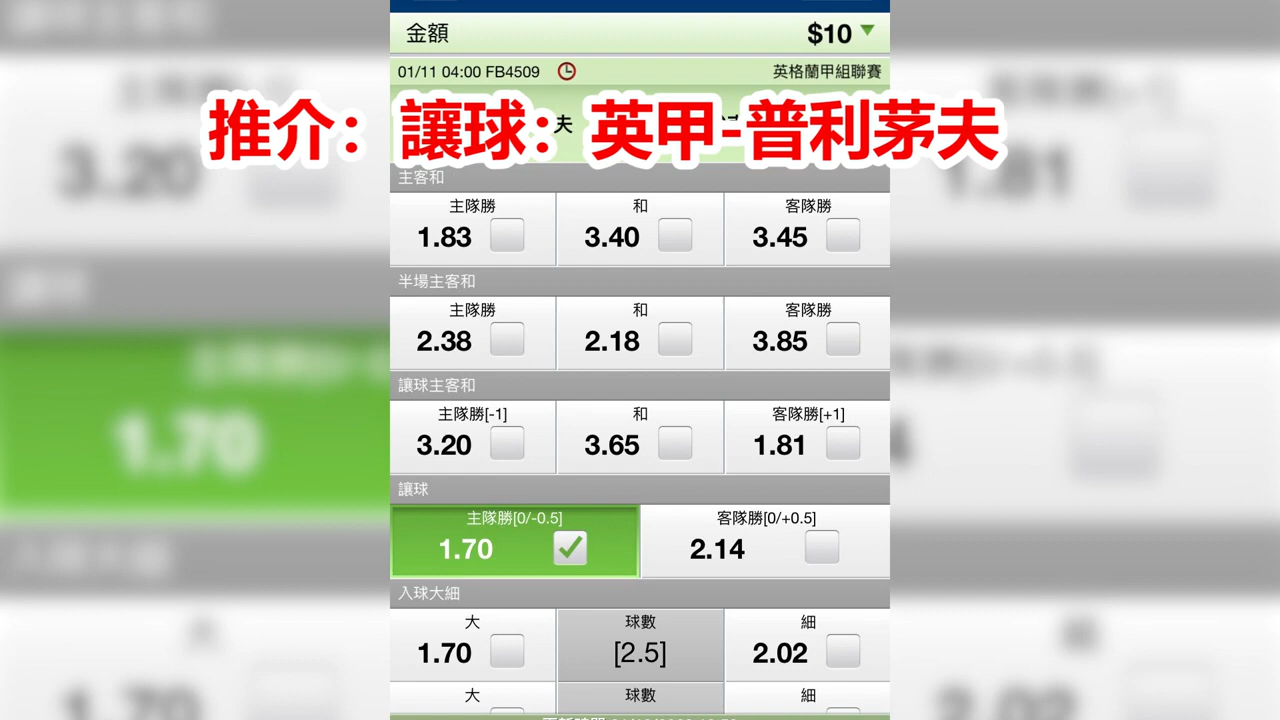 金額 $10
01/11 04:00 FB4509 英格蘭甲組聯賽
推介：讓球：英甲-普利茅夫
夫
主客和
主隊勝 和 客隊勝
1.83 3.40 3.45
半場主客和
主隊勝 和 客隊勝
2.38 2.18 3.85
讓球主客和
主隊勝[-1] 和 客隊勝[+1]
3.20 3.65 1.81
讓球
主隊勝[0/-0.5] 客隊勝[0/+0.5]
1.70 2.14
入球大細
大 球數 細
1.70 [2.5] 2.02
大 球數 細